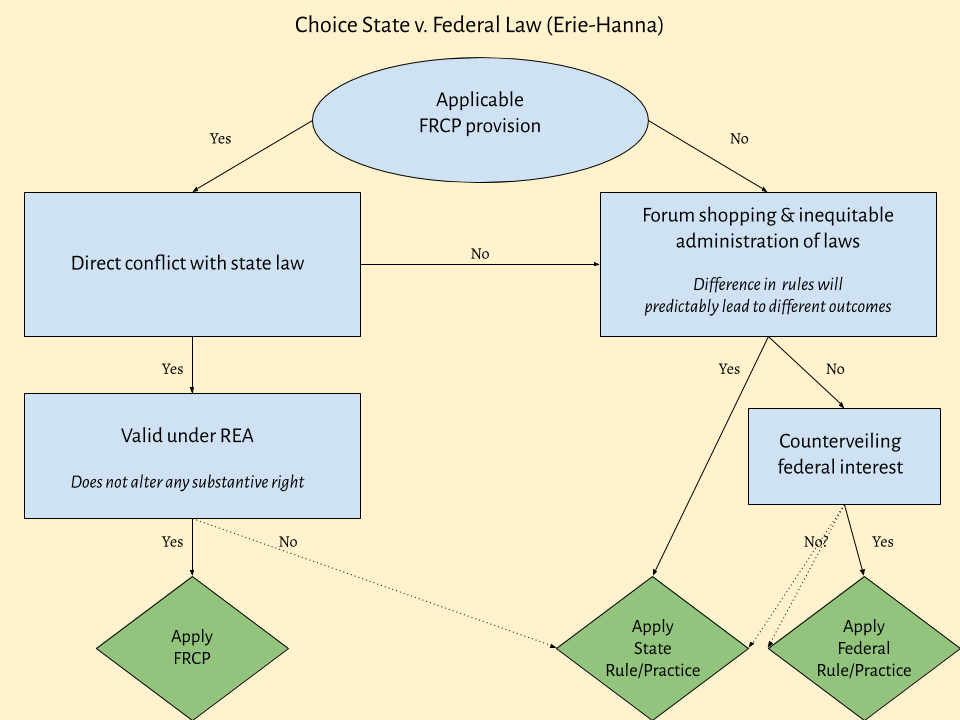 Choice State v. Federal Law (Erie-Hanna)
Applicable
FRCP provision
Yes
No
Direct conflict with state law
No
Forum shopping & inequitable
administration of laws
Difference in rules will
predictably lead to different outcomes
Yes
Yes
No
Valid under REA
Does not alter any substantive right
Counterveiling
federal interest
Yes
No
No?
Yes
Apply
FRCP
Apply
State
Rule/Practice
Apply
Federal
Rule/Practice